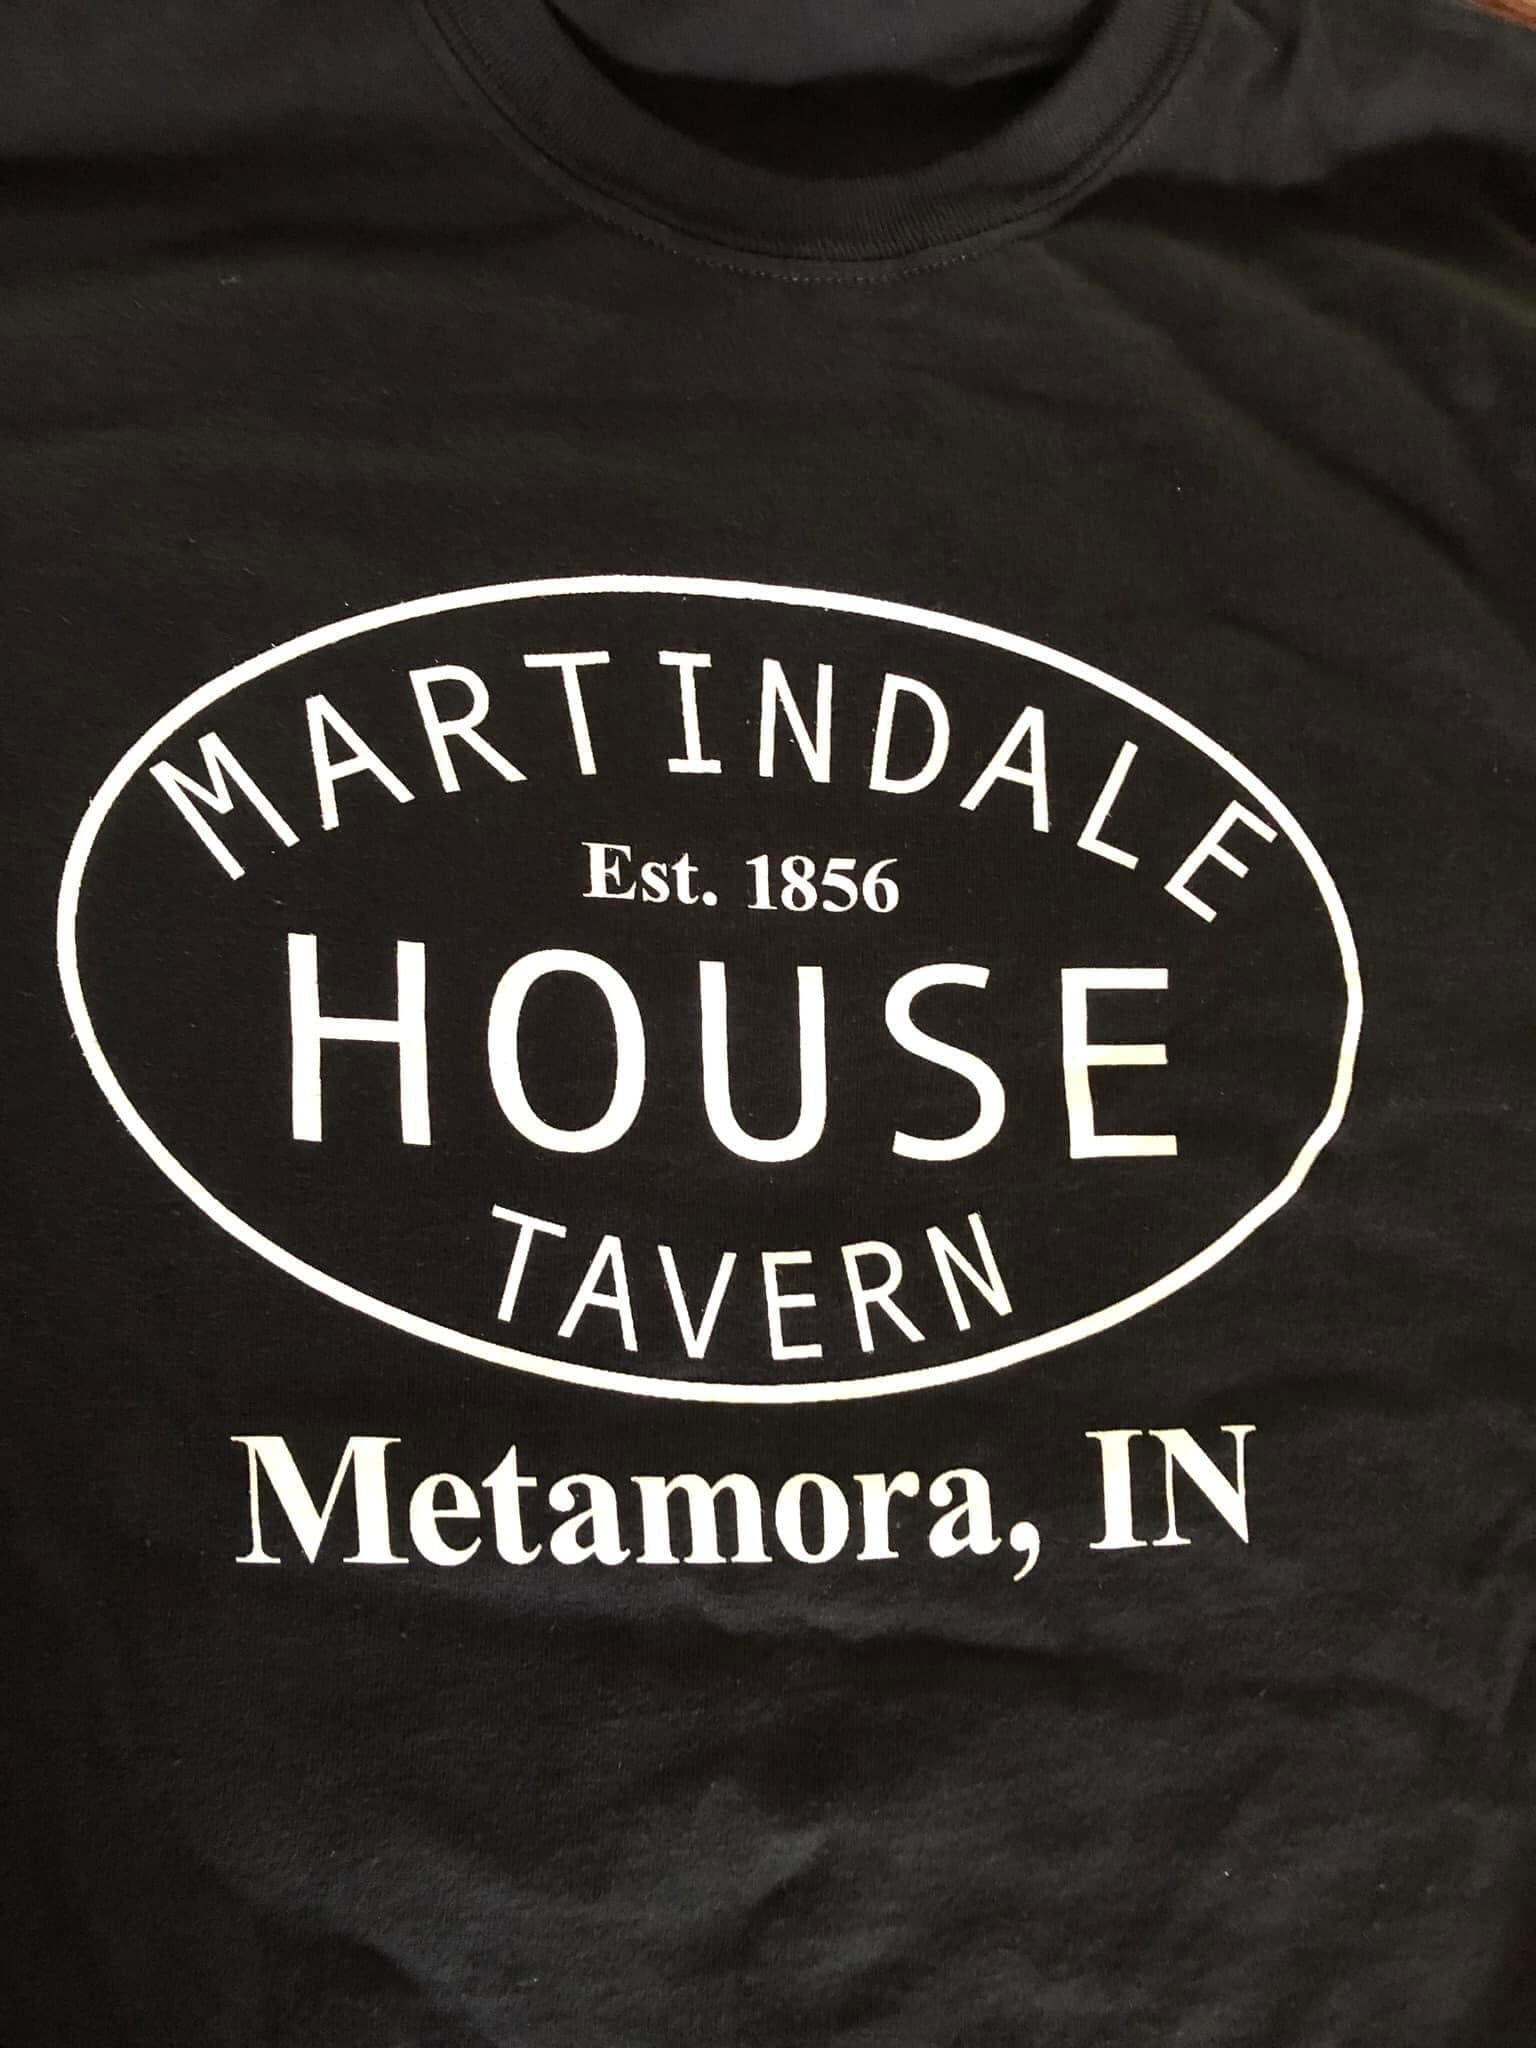 MARTINDALE
Est. 1856
HOUSE
TAVERN
Metamora, IN